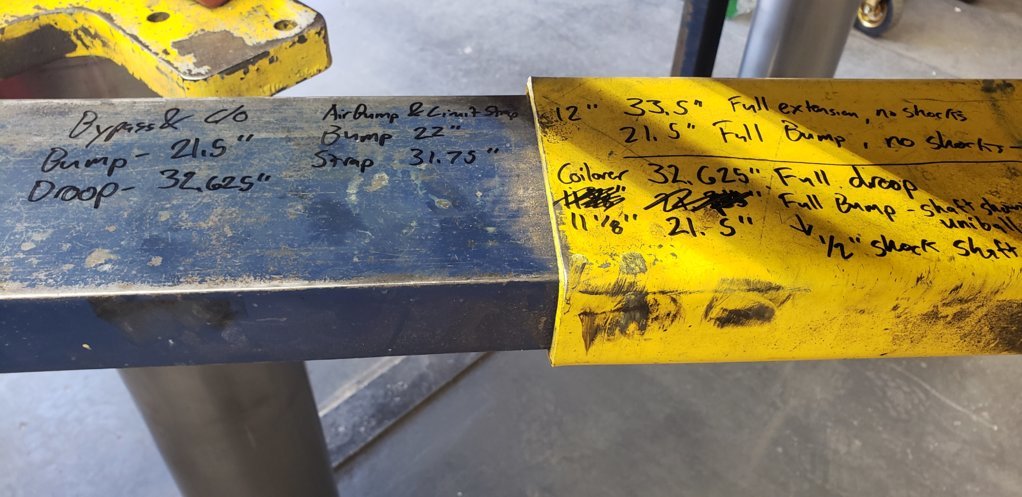 Bypass & C/o
Bump - 21.5"
Droop - 32.625"
Air Bump & Limit Strap
Bump 22"
Strap 31.75"
12" 33.5" Full extension, no shocks
21.5" Full Bump, no shocks
Coilover 32.625" Full droop
Full Bump - shaft
uniball
11 1/8" 21.5" ↓ 1/2" shock shaft